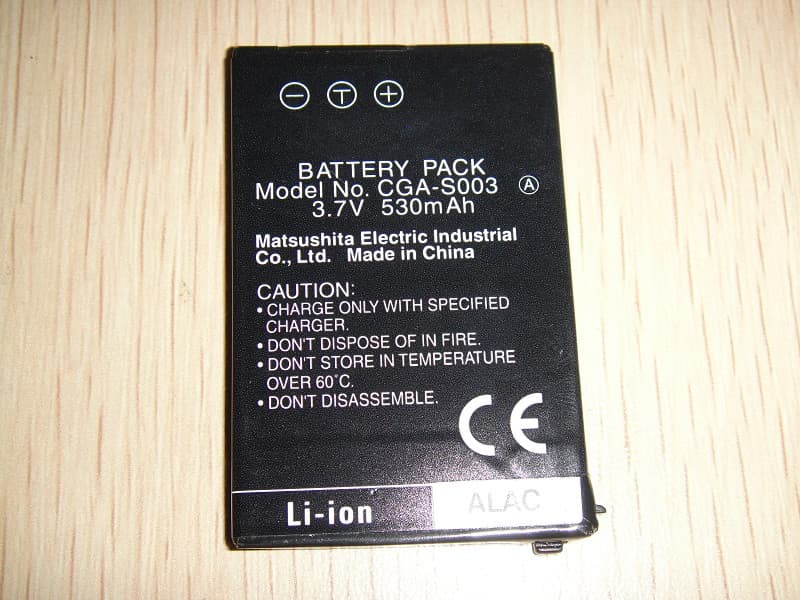 − T +
BATTERY PACK
Model No. CGA-S003 A
3.7V 530mAh
Matsushita Electric Industrial
Co., Ltd. Made in China
CAUTION:
• CHARGE ONLY WITH SPECIFIED
CHARGER.
• DON'T DISPOSE OF IN FIRE.
• DON'T STORE IN TEMPERATURE
OVER 60°C.
• DON'T DISASSEMBLE.
CE
Li-ion ALAC